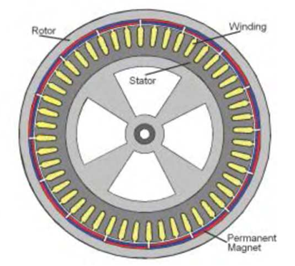 Rotor
Winding
Stator
Permanent
Magnet